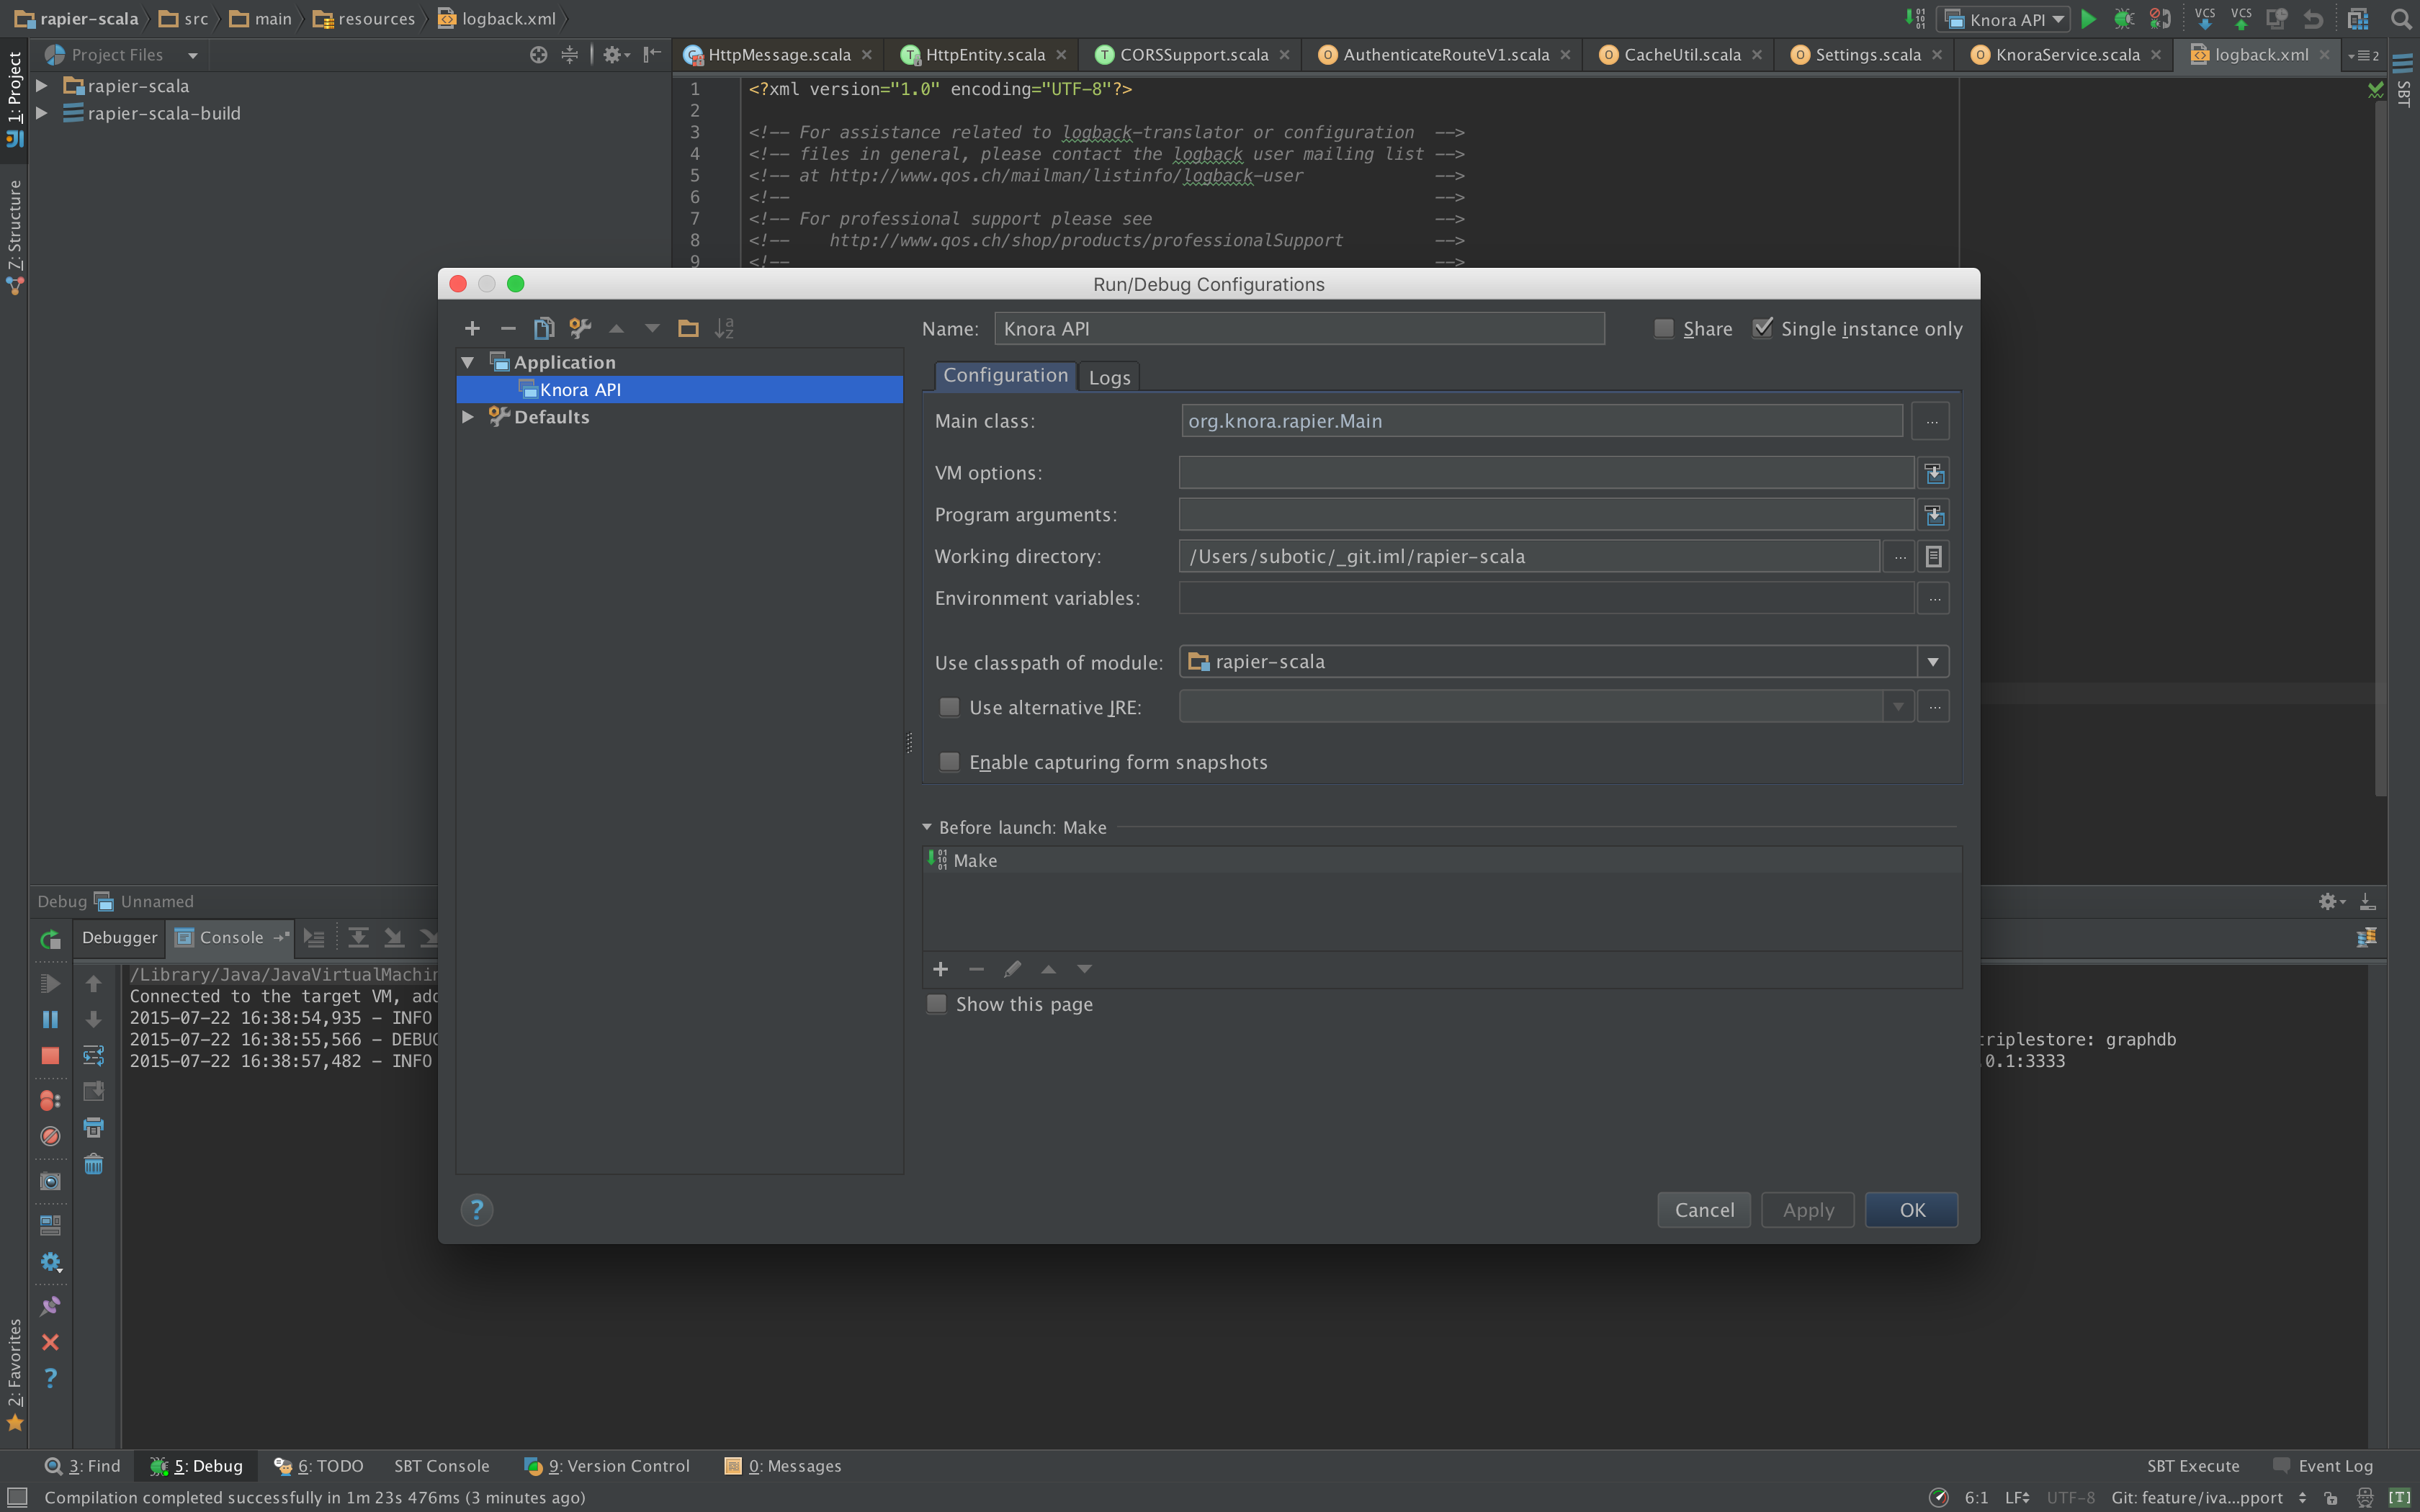 rapier-scala src main resources logback.xml Knora API VCS VCS
Project Files
HttpMessage.scala HttpEntity.scala CORSSupport.scala AuthenticateRouteV1.scala CacheUtil.scala Settings.scala KnoraService.scala logback.xml 2
1: Project
7: Structure
2: Favorites
SBT
rapier-scala
rapier-scala-build
1 <?xml version="1.0" encoding="UTF-8"?>
2
3 <!-- For assistance related to logback-translator or configuration -->
4 <!-- files in general, please contact the logback user mailing list -->
5 <!-- at http://www.qos.ch/mailman/listinfo/logback-user -->
6 <!-- -->
7 <!-- For professional support please see -->
8 <!-- http://www.qos.ch/shop/products/professionalSupport -->
9 <!-- -->
Run/Debug Configurations
Application
Knora API
Defaults
Name: Knora API Share Single instance only
Configuration Logs
Main class: org.knora.rapier.Main ...
VM options:
Program arguments:
Working directory: /Users/subotic/_git.iml/rapier-scala ...
Environment variables: ...
Use classpath of module: rapier-scala
Use alternative JRE: ...
Enable capturing form snapshots
Before launch: Make
Make
Show this page
? Cancel Apply OK
Debug Unnamed
Debugger Console
/Library/Java/JavaVirtualMachin
Connected to the target VM, add
2015-07-22 16:38:54,935 - INFO
2015-07-22 16:38:55,566 - DEBUG triplestore: graphdb
2015-07-22 16:38:57,482 - INFO .0.1:3333
3: Find 5: Debug 6: TODO SBT Console 9: Version Control 0: Messages SBT Execute Event Log
Compilation completed successfully in 1m 23s 476ms (3 minutes ago) 6:1 LF UTF-8 Git: feature/iva...pport [T]